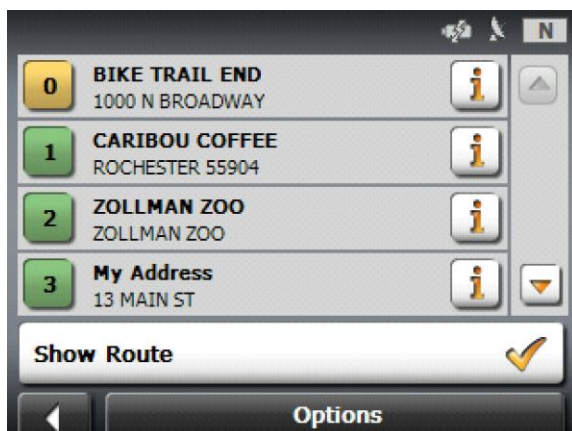 N
0 BIKE TRAIL END
1000 N BROADWAY
i
1 CARIBOU COFFEE
ROCHESTER 55904
i
2 ZOLLMAN ZOO
ZOLLMAN ZOO
i
3 My Address
13 MAIN ST
i
Show Route
Options